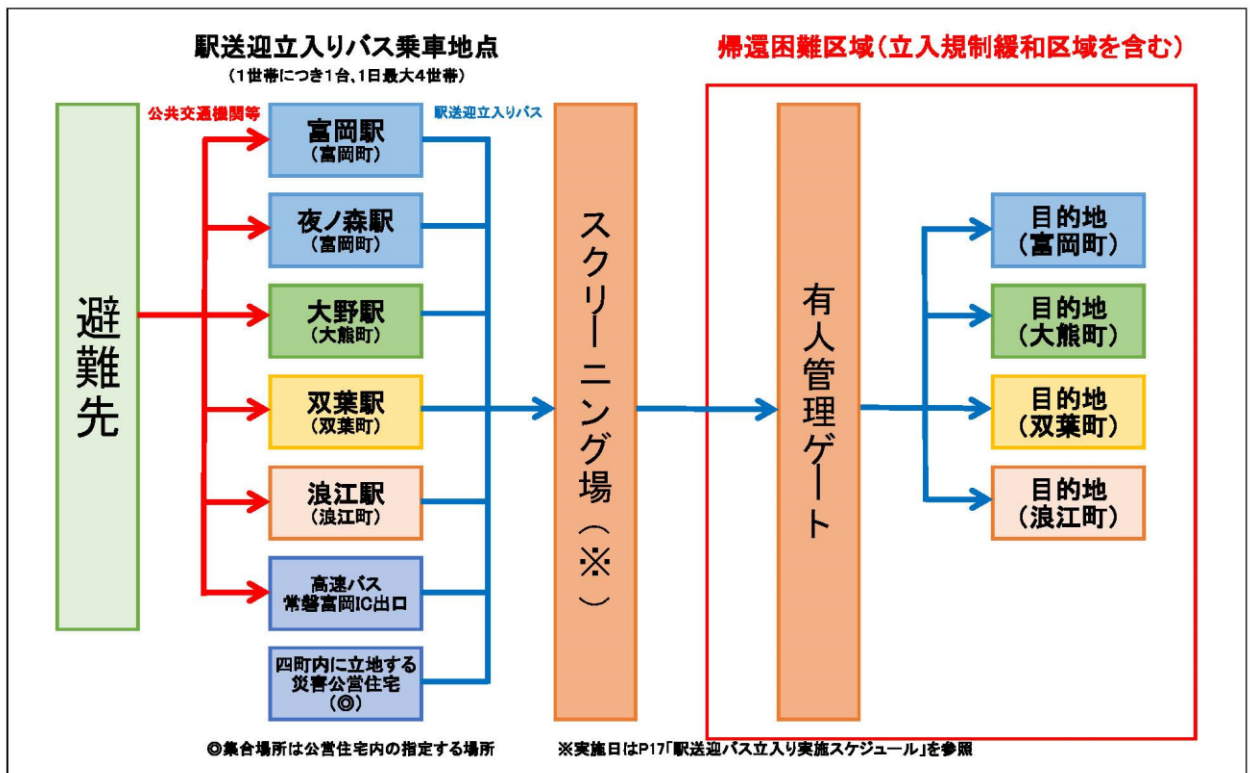 駅送迎立入りバス乗車地点
(1世帯につき1台、1日最大4世帯)
帰還困難区域(立入規制緩和区域を含む)
公共交通機関等
駅送迎立入りバス
避難先
富岡駅
(富岡町)
夜ノ森駅
(富岡町)
大野駅
(大熊町)
双葉駅
(双葉町)
浪江駅
(浪江町)
高速バス
常磐富岡IC出口
四町内に立地する
災害公営住宅
(◎)
スクリーニング場(※)
有人管理ゲート
目的地
(富岡町)
目的地
(大熊町)
目的地
(双葉町)
目的地
(浪江町)
◎集合場所は公営住宅内の指定する場所
※実施日はP17「駅送迎バス立入り実施スケジュール」を参照